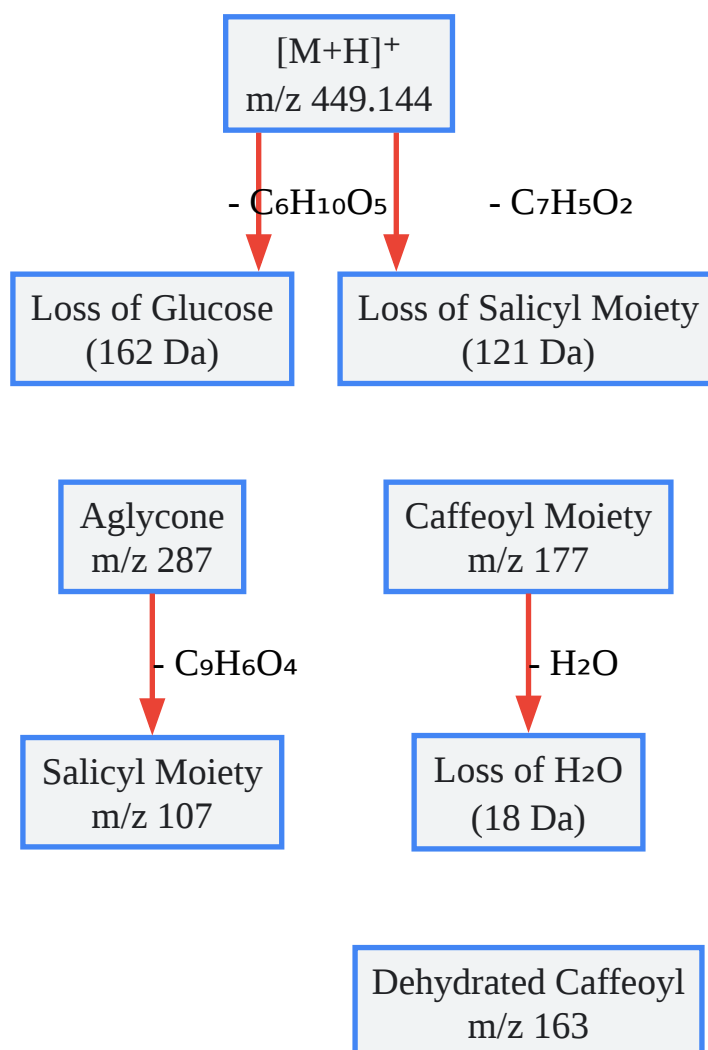 [M+H]⁺
m/z 449.144
- C₆H₁₀O₅
- C₇H₅O₂
Loss of Glucose
(162 Da)
Loss of Salicyl Moiety
(121 Da)
Aglycone
m/z 287
Caffeoyl Moiety
m/z 177
- C₉H₆O₄
- H₂O
Salicyl Moiety
m/z 107
Loss of H₂O
(18 Da)
Dehydrated Caffeoyl
m/z 163